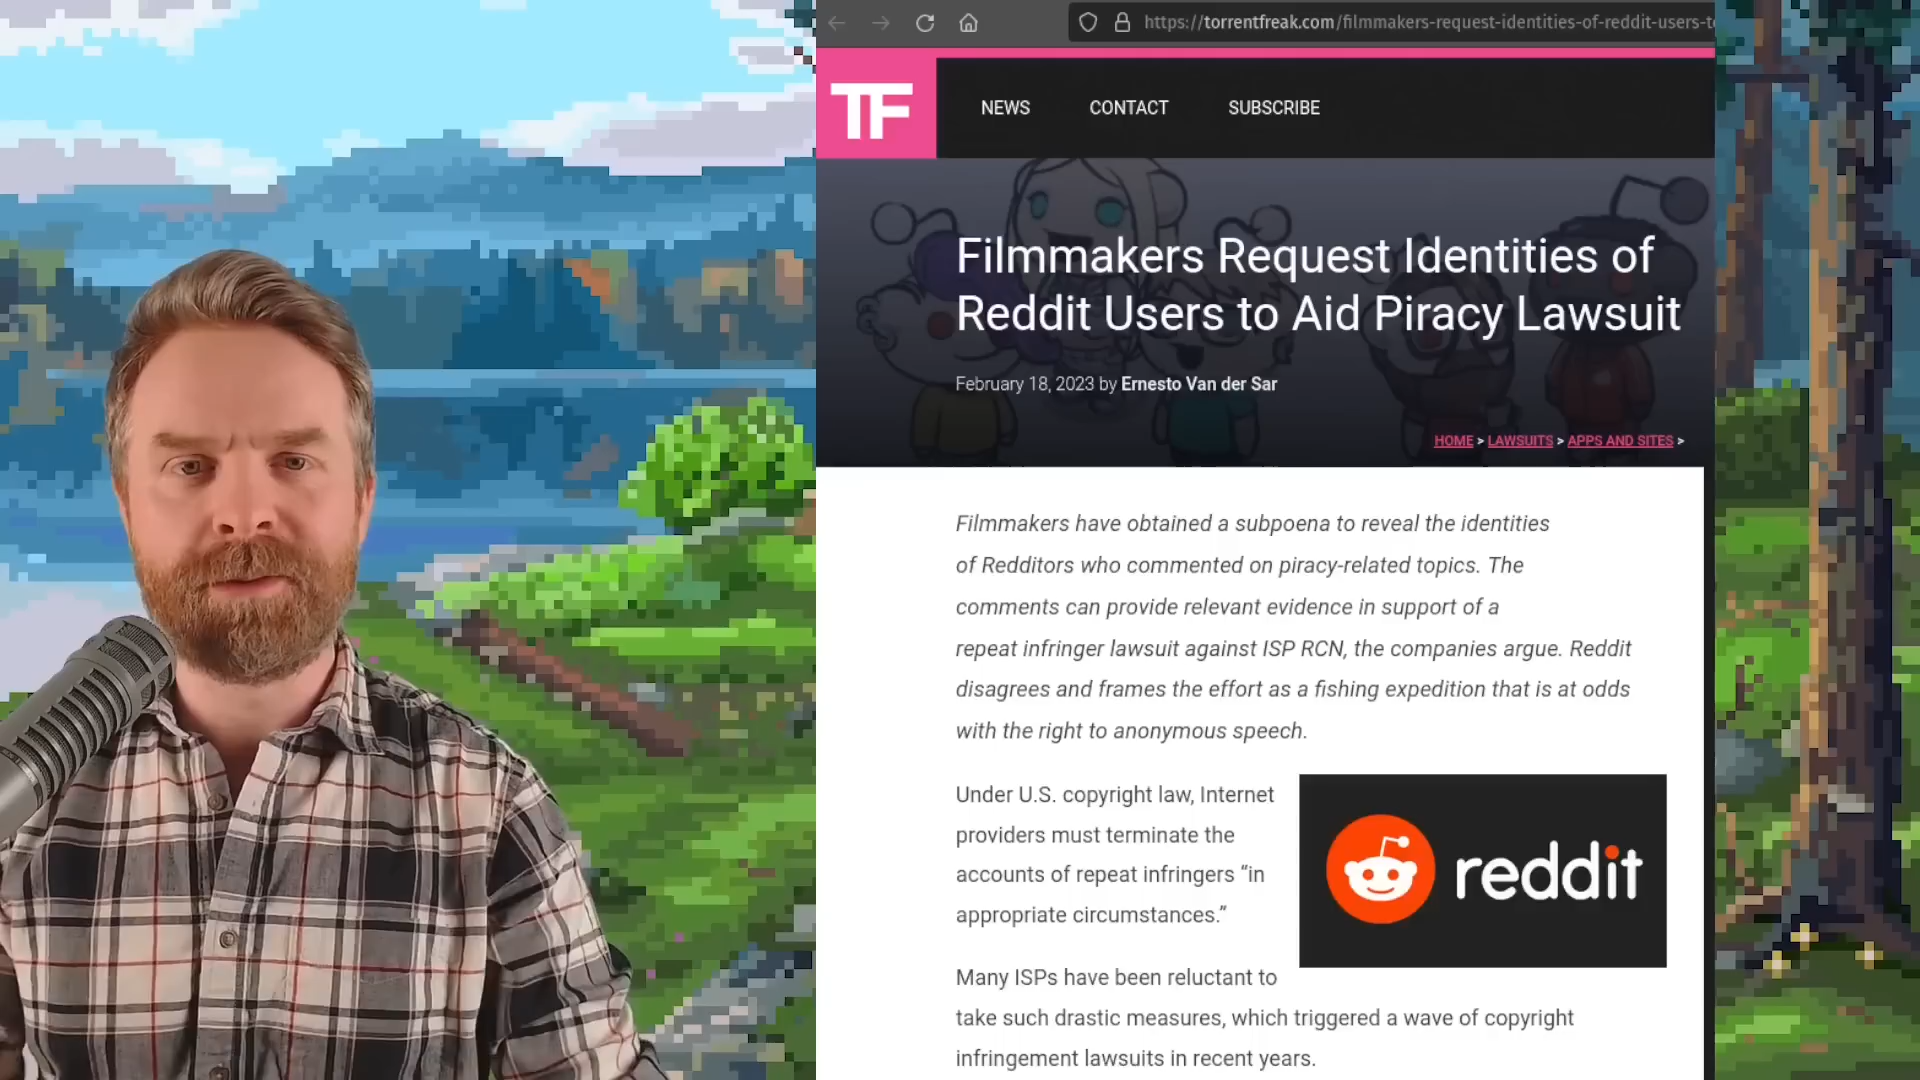 https://torrentfreak.com/filmmakers-request-identities-of-reddit-users-t
TF
NEWS CONTACT SUBSCRIBE
Filmmakers Request Identities of
Reddit Users to Aid Piracy Lawsuit
February 18, 2023 by Ernesto Van der Sar
HOME > LAWSUITS > APPS AND SITES >
Filmmakers have obtained a subpoena to reveal the identities
of Redditors who commented on piracy-related topics. The
comments can provide relevant evidence in support of a
repeat infringer lawsuit against ISP RCN, the companies argue. Reddit
disagrees and frames the effort as a fishing expedition that is at odds
with the right to anonymous speech.
Under U.S. copyright law, Internet
providers must terminate the
accounts of repeat infringers “in
appropriate circumstances.”
reddit
Many ISPs have been reluctant to
take such drastic measures, which triggered a wave of copyright
infringement lawsuits in recent years.